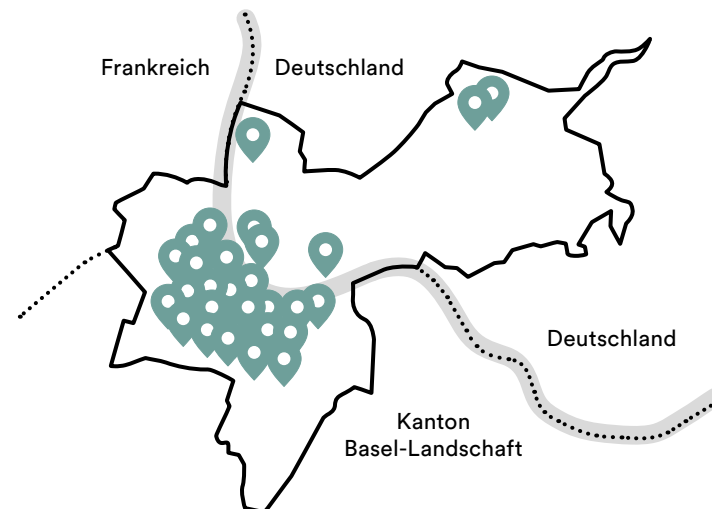 Frankreich
Deutschland
Deutschland
Kanton
Basel-Landschaft